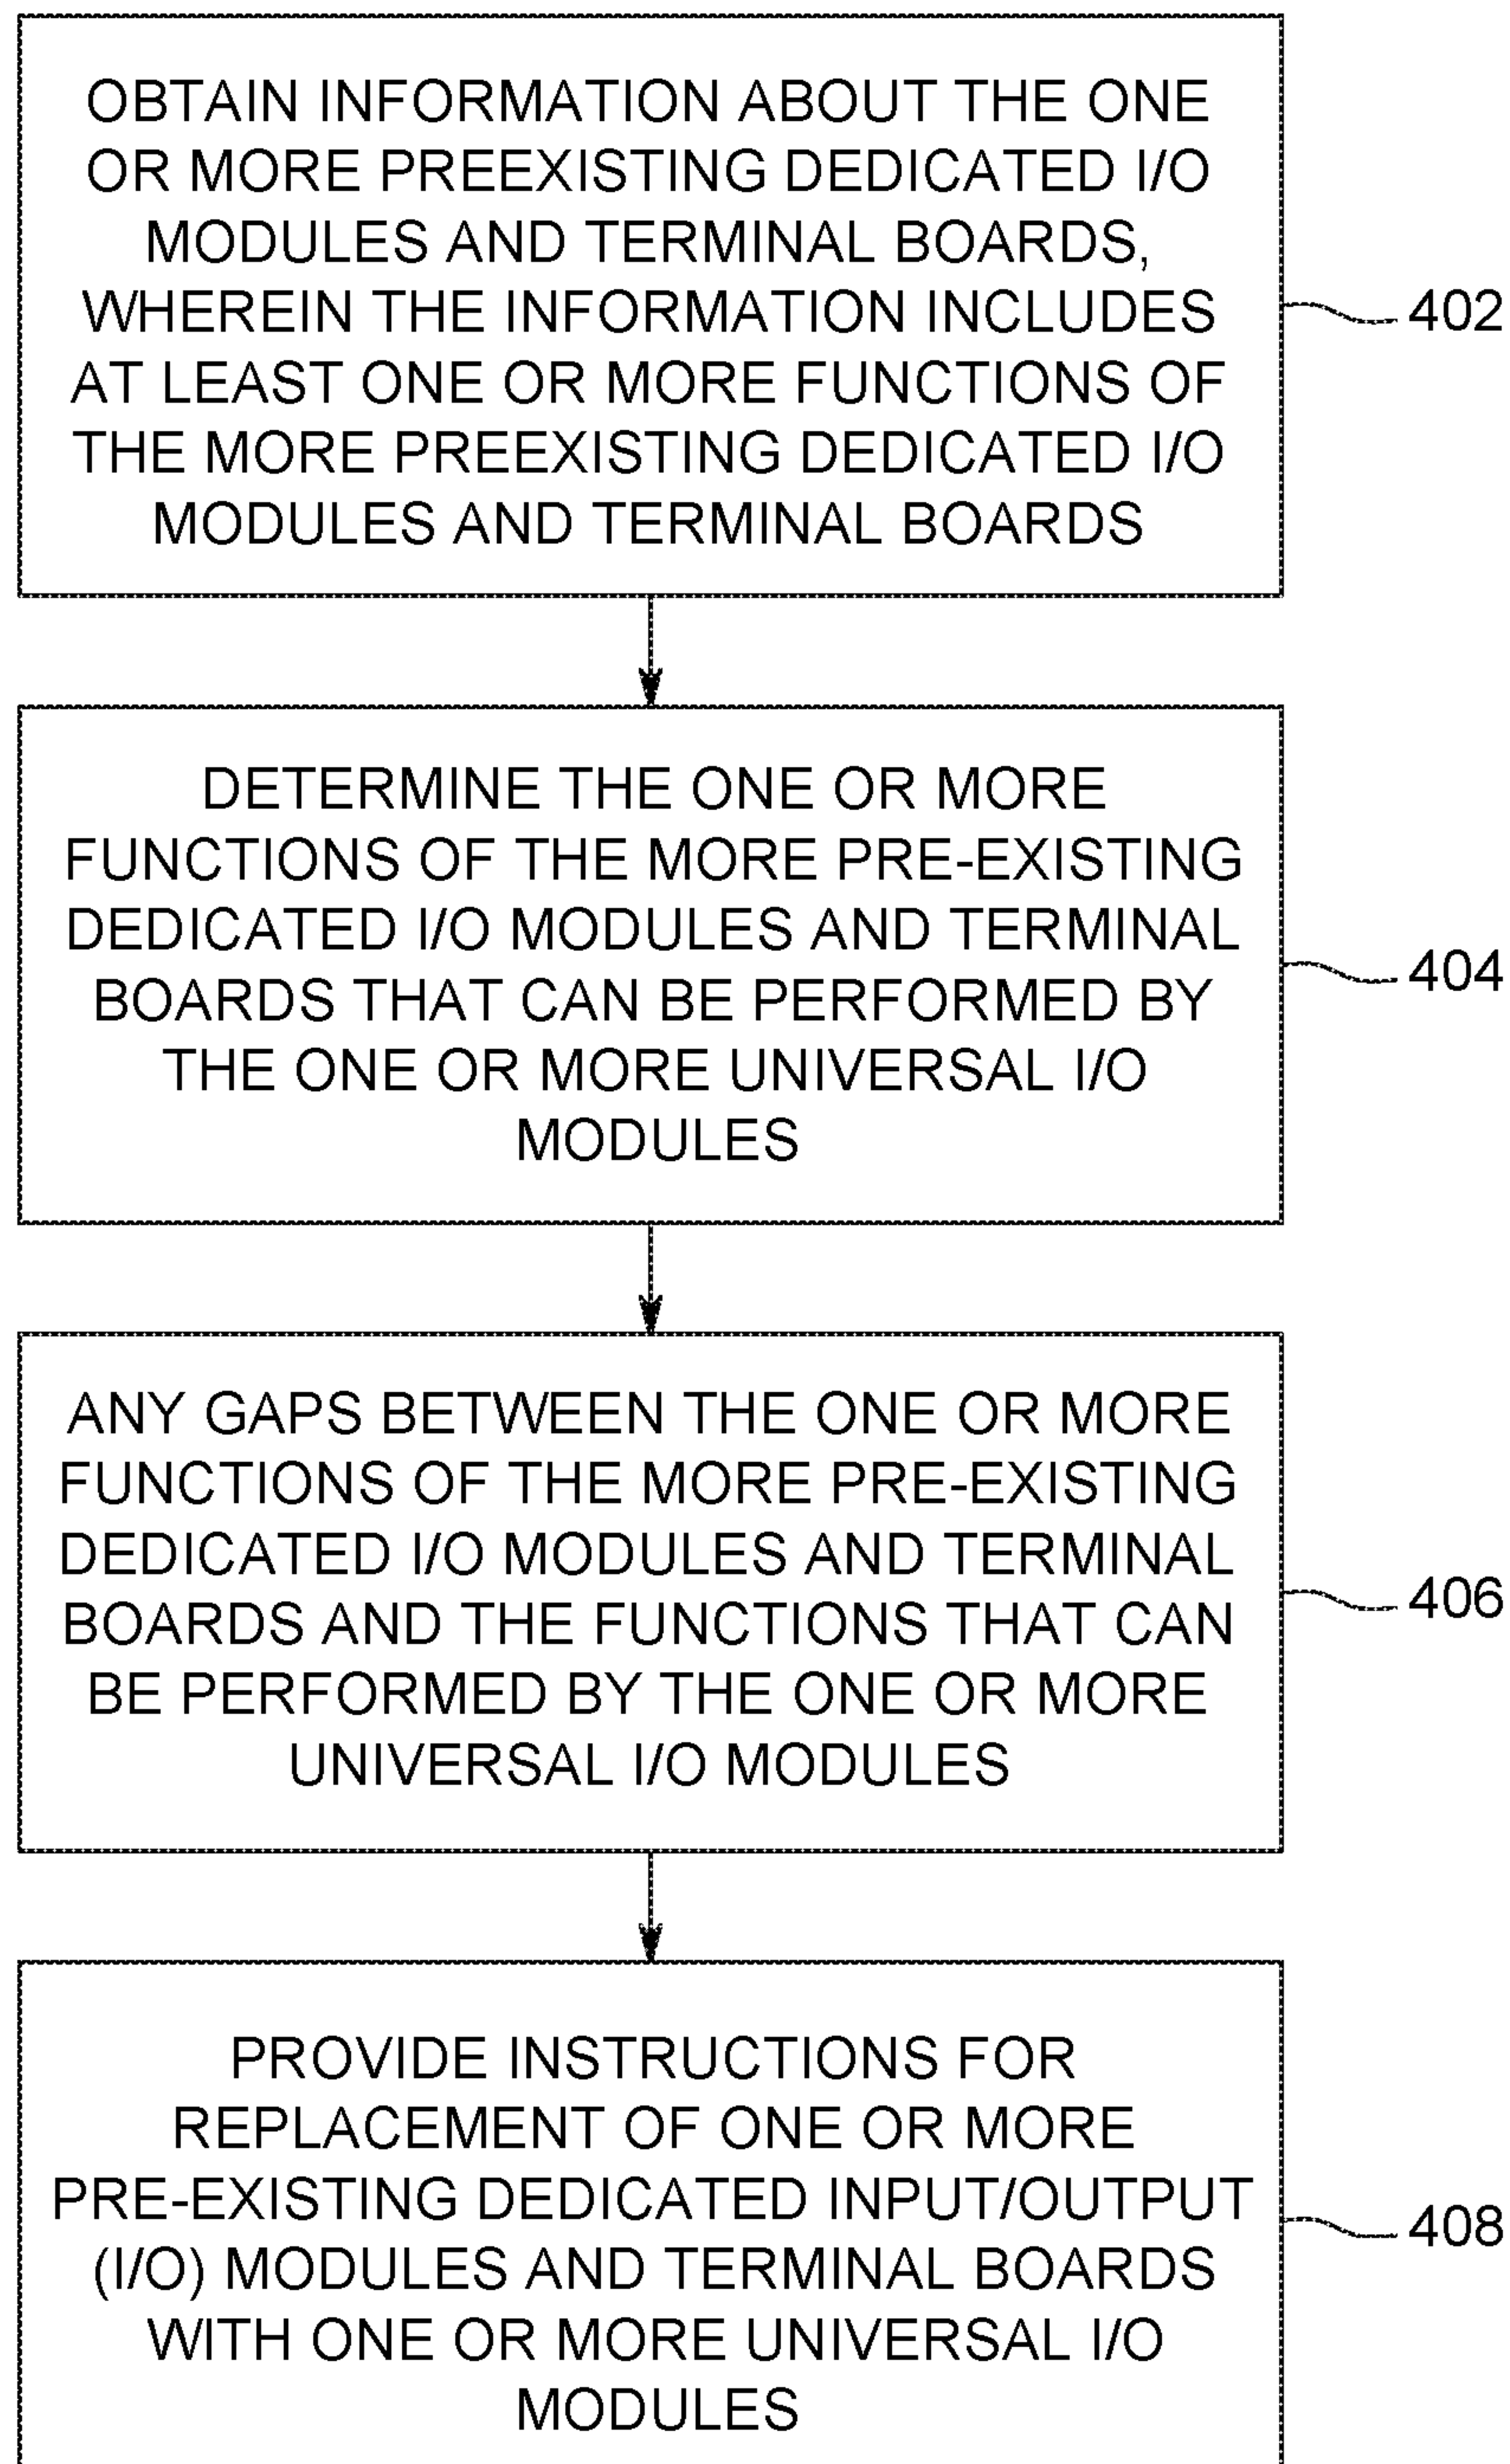 OBTAIN INFORMATION ABOUT THE ONE
OR MORE PREEXISTING DEDICATED I/O
MODULES AND TERMINAL BOARDS,
WHEREIN THE INFORMATION INCLUDES
AT LEAST ONE OR MORE FUNCTIONS OF
THE MORE PREEXISTING DEDICATED I/O
MODULES AND TERMINAL BOARDS
402
DETERMINE THE ONE OR MORE
FUNCTIONS OF THE MORE PRE-EXISTING
DEDICATED I/O MODULES AND TERMINAL
BOARDS THAT CAN BE PERFORMED BY
THE ONE OR MORE UNIVERSAL I/O
MODULES
404
ANY GAPS BETWEEN THE ONE OR MORE
FUNCTIONS OF THE MORE PRE-EXISTING
DEDICATED I/O MODULES AND TERMINAL
BOARDS AND THE FUNCTIONS THAT CAN
BE PERFORMED BY THE ONE OR MORE
UNIVERSAL I/O MODULES
406
PROVIDE INSTRUCTIONS FOR
REPLACEMENT OF ONE OR MORE
PRE-EXISTING DEDICATED INPUT/OUTPUT
(I/O) MODULES AND TERMINAL BOARDS
WITH ONE OR MORE UNIVERSAL I/O
MODULES
408